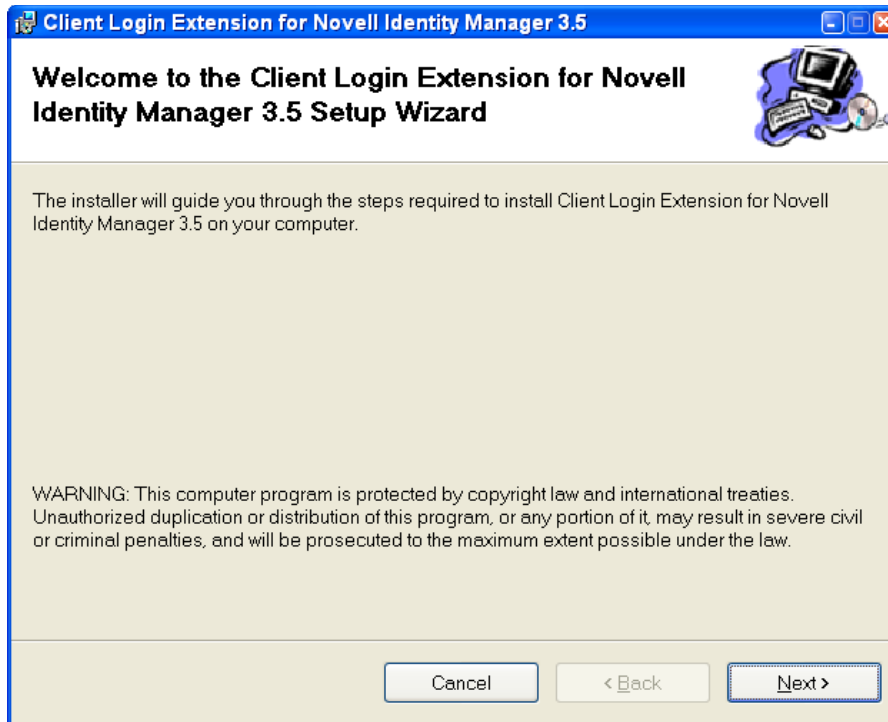 Client Login Extension for Novell Identity Manager 3.5
Welcome to the Client Login Extension for Novell
Identity Manager 3.5 Setup Wizard
The installer will guide you through the steps required to install Client Login Extension for Novell
Identity Manager 3.5 on your computer.
WARNING: This computer program is protected by copyright law and international treaties.
Unauthorized duplication or distribution of this program, or any portion of it, may result in severe civil
or criminal penalties, and will be prosecuted to the maximum extent possible under the law.
Cancel
< Back
Next >